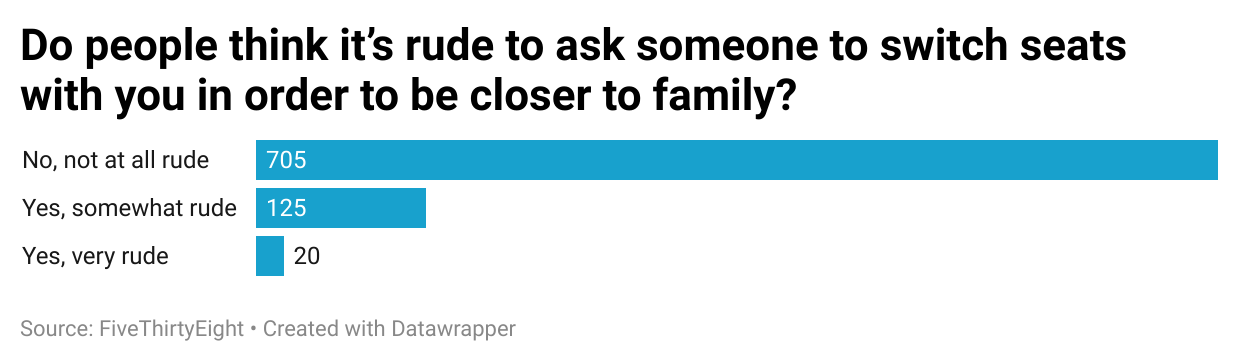 Do people think it’s rude to ask someone to switch seats
with you in order to be closer to family?
No, not at all rude 705
Yes, somewhat rude 125
Yes, very rude 20
Source: FiveThirtyEight • Created with Datawrapper